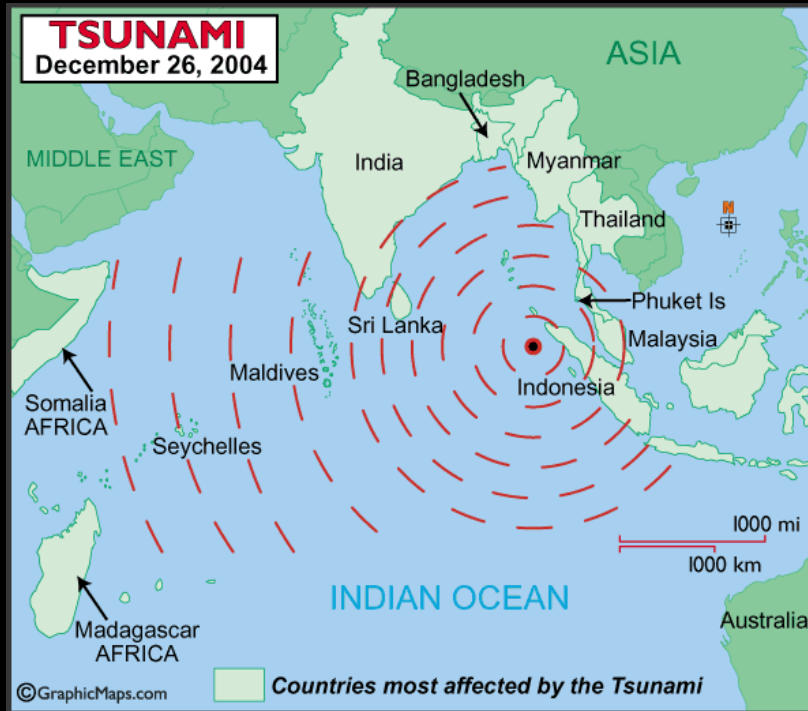 TSUNAMI
December 26, 2004
ASIA
Bangladesh
MIDDLE EAST
India
Myanmar
Thailand
N
Phuket Is
Sri Lanka
Malaysia
Maldives
Indonesia
Somalia
AFRICA
Seychelles
1000 mi
1000 km
INDIAN OCEAN
Australia
Madagascar
AFRICA
©GraphicMaps.com
Countries most affected by the Tsunami